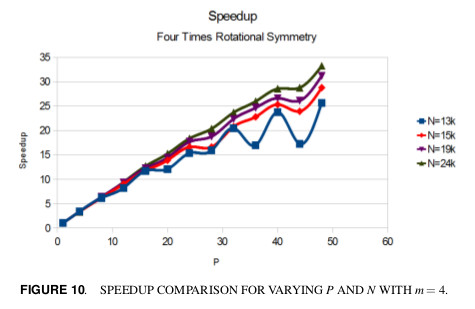 Speedup
Four Times Rotational Symmetry
35
30
25
20
15
10
5
0
Speedup
0 10 20 30 40 50 60
P
N=13k
N=15k
N=19k
N=24k
FIGURE 10. SPEEDUP COMPARISON FOR VARYING P AND N WITH m = 4.